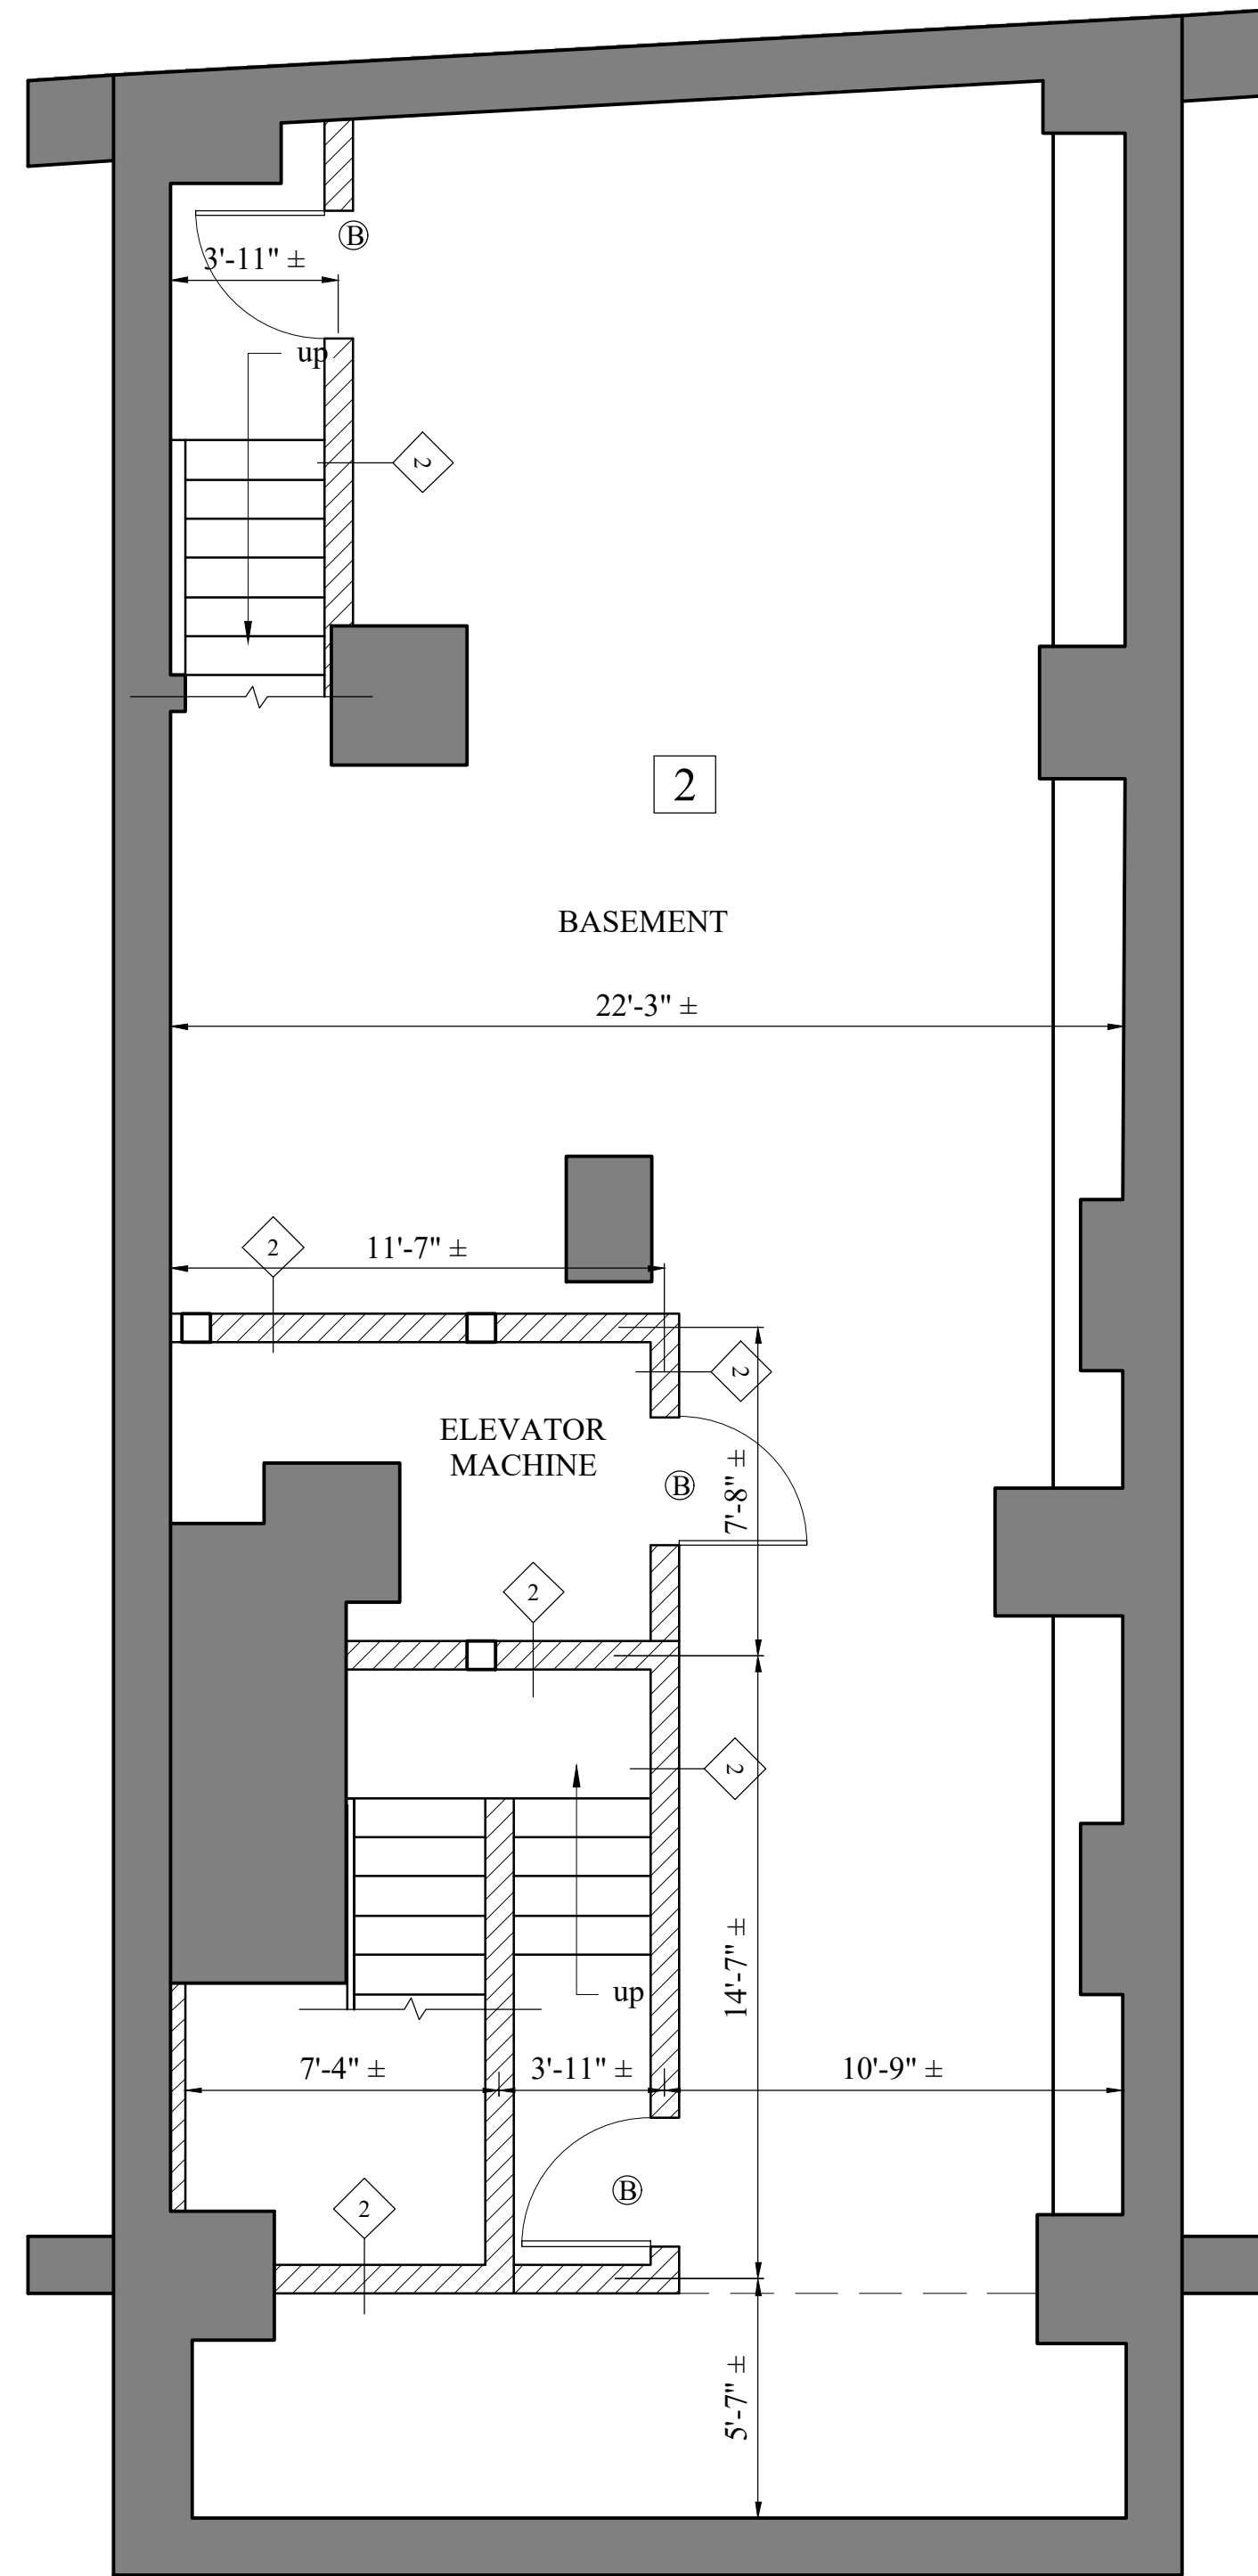 B
3'-11" ±
up
2
2
BASEMENT
22'-3" ±
2
11'-7" ±
2
ELEVATOR
MACHINE
B
7'-8" ±
2
2
up
14'-7" ±
7'-4" ±
3'-11" ±
10'-9" ±
B
2
5'-7" ±